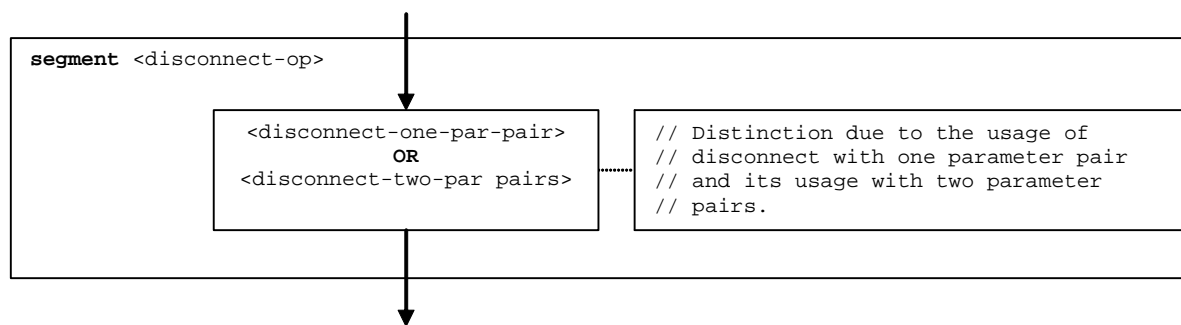 segment <disconnect-op>
<disconnect-one-par-pair>
OR
<disconnect-two-par pairs>
// Distinction due to the usage of
// disconnect with one parameter pair
// and its usage with two parameter
// pairs.